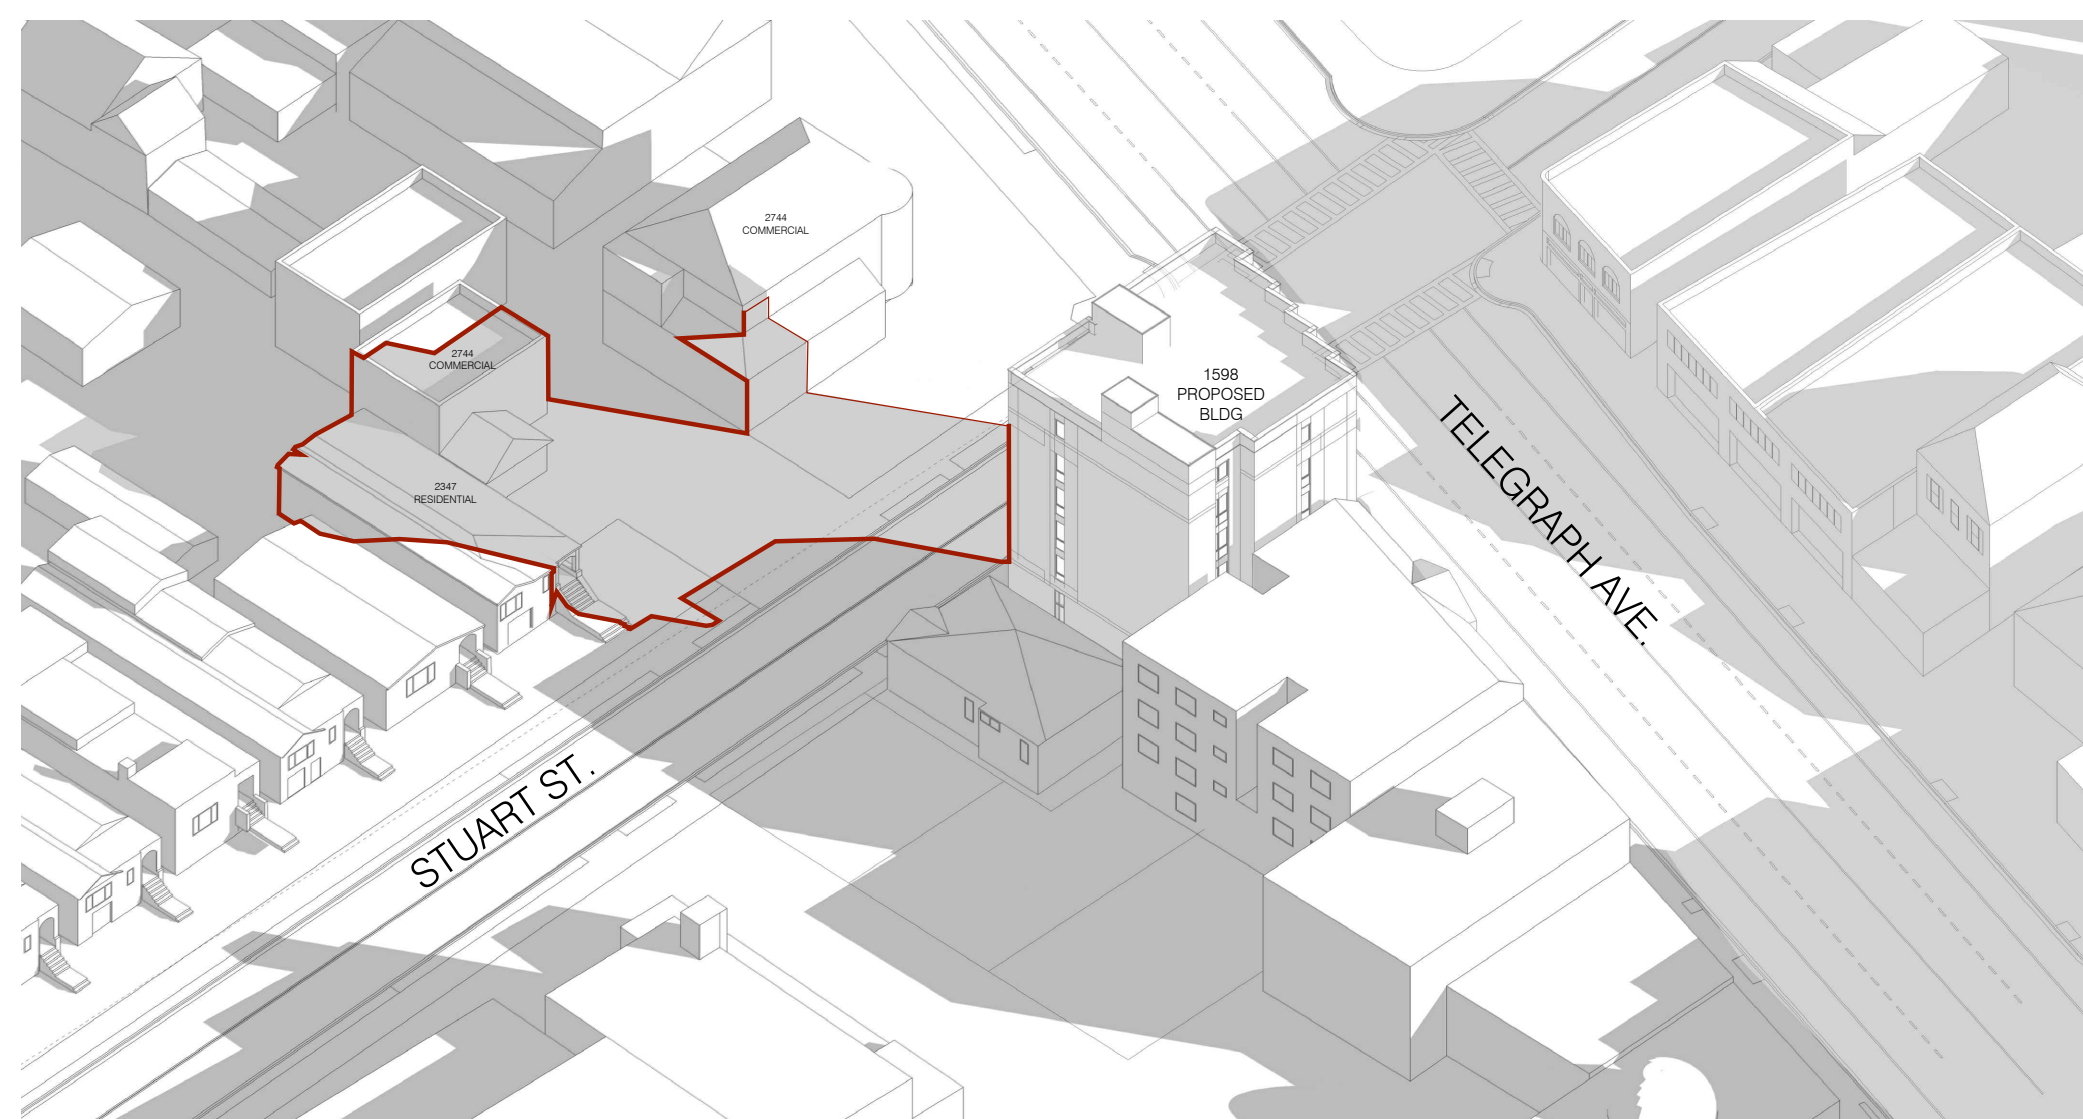 2744
COMMERCIAL
2744
COMMERCIAL
1598
PROPOSED
BLDG
2347
RESIDENTIAL
TELEGRAPH AVE.
STUART ST.